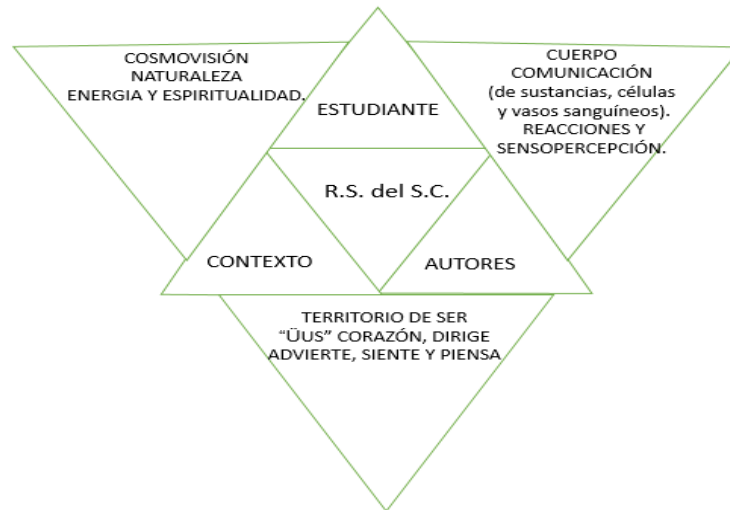 COSMOVISIÓN
NATURALEZA
ENERGIA Y ESPIRITUALIDAD.
CUERPO
COMUNICACIÓN
(de sustancias, células
y vasos sanguíneos).
REACCIONES Y
SENSOPERCEPCIÓN.
ESTUDIANTE
R.S. del S.C.
CONTEXTO
AUTORES
TERRITORIO DE SER
"ÜUS" CORAZÓN, DIRIGE
ADVIERTE, SIENTE Y PIENSA